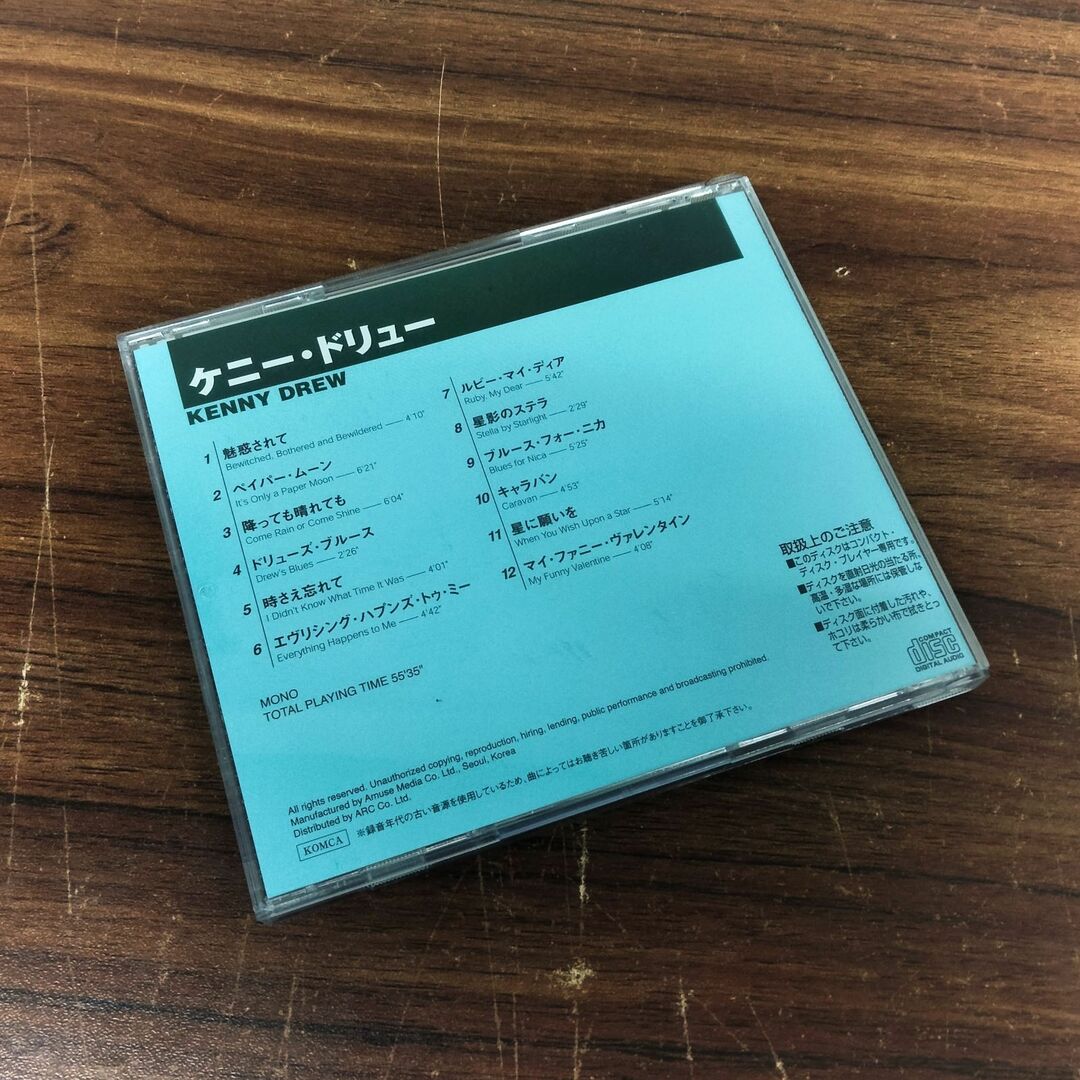 ケニー・ドリュー
KENNY DREW
1 魅惑されて
Bewitched, Bothered and Bewildered — 4'10"
2 ペイパー・ムーン
It's Only a Paper Moon — 6'21"
3 降っても晴れても
Come Rain or Come Shine — 6'04"
4 ドリューズ・ブルース
Drew's Blues — 2'26"
5 時さえ忘れて
I Didn't Know What Time It Was — 4'01"
6 エヴリシング・ハプンズ・トゥ・ミー
Everything Happens to Me — 4'42"
7 ルビー・マイ・ディア
Ruby, My Dear — 5'42"
8 星影のステラ
Stella by Starlight — 2'29"
9 ブルース・フォー・ニカ
Blues for Nica — 5'25"
10 キャラバン
Caravan — 4'53"
11 星に願いを
When You Wish Upon a Star — 5'14"
12 マイ・ファニー・ヴァレンタイン
My Funny Valentine — 4'08"
MONO
TOTAL PLAYING TIME 55'35"
取扱上のご注意
■このディスクはコンパクト・
ディスク・プレイヤー専用です。
■ディスクを直射日光の当たる所、
高温・多湿な場所には保管しな
いで下さい。
■ディスク面に付着した汚れや、
ホコリは柔らかい布で拭きとっ
て下さい。
COMPACT
disc
DIGITAL AUDIO
All rights reserved. Unauthorized copying, reproduction, hiring, lending, public performance and broadcasting prohibited.
Manufactured by Amuse Media Co. Ltd., Seoul, Korea
Distributed by ARC Co. Ltd.
KOMCA
※録音年代の古い音源を使用しているため、曲によってはお聴き苦しい箇所がありますことを御了承下さい。